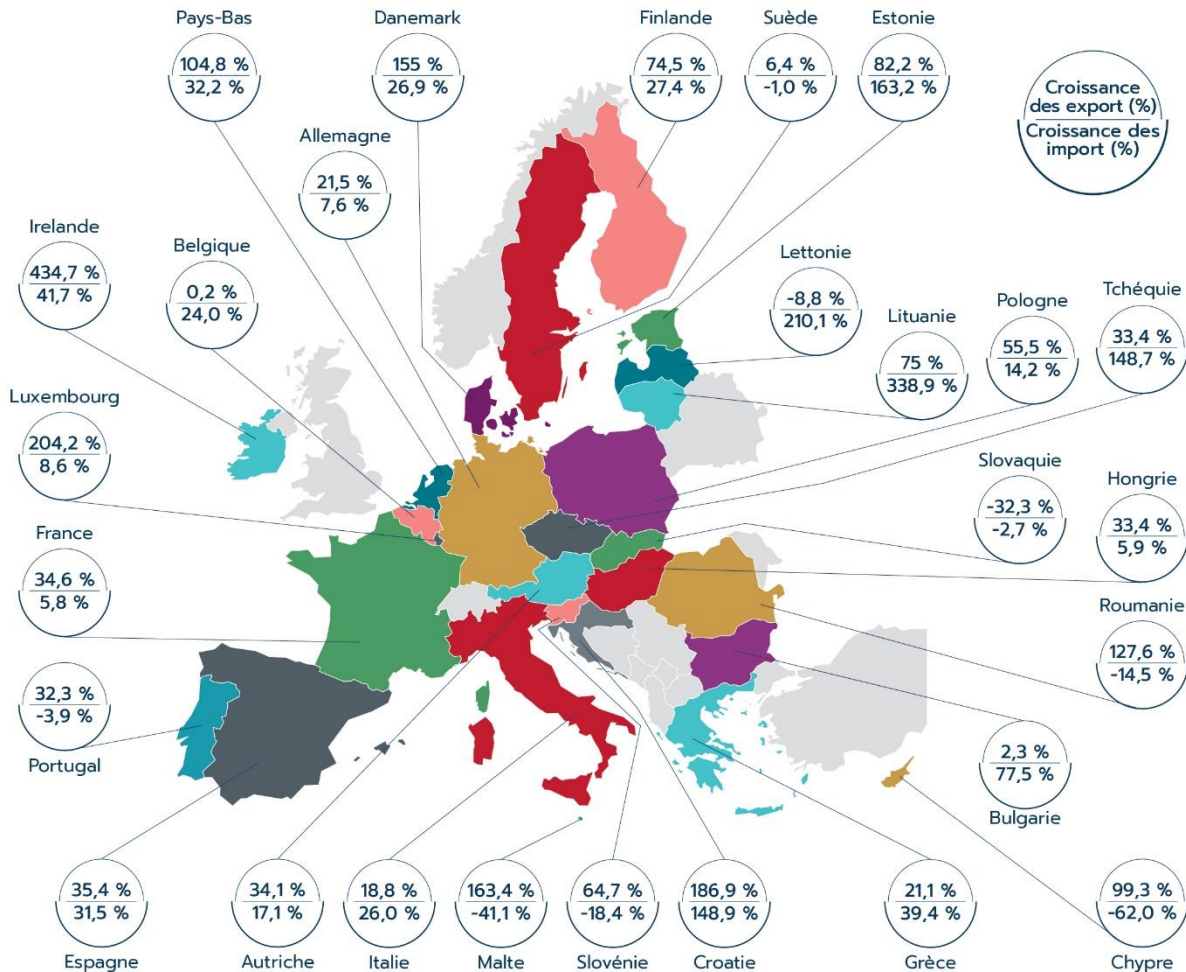 Pays-Bas
104,8 %
32,2 %
Danemark
155 %
26,9 %
Finlande
74,5 %
27,4 %
Suède
6,4 %
-1,0 %
Estonie
82,2 %
163,2 %
Croissance
des export (%)
Croissance des
import (%)
Allemagne
21,5 %
7,6 %
Irelande
434,7 %
41,7 %
Belgique
0,2 %
24,0 %
Lettonie
-8,8 %
210,1 %
Lituanie
75 %
338,9 %
Pologne
55,5 %
14,2 %
Tchéquie
33,4 %
148,7 %
Luxembourg
204,2 %
8,6 %
Slovaquie
-32,3 %
-2,7 %
Hongrie
33,4 %
5,9 %
France
34,6 %
5,8 %
Roumanie
127,6 %
-14,5 %
32,3 %
-3,9 %
Portugal
2,3 %
77,5 %
Bulgarie
35,4 %
31,5 %
Espagne
34,1 %
17,1 %
Autriche
18,8 %
26,0 %
Italie
163,4 %
-41,1 %
Malte
64,7 %
-18,4 %
Slovénie
186,9 %
148,9 %
Croatie
21,1 %
39,4 %
Grèce
99,3 %
-62,0 %
Chypre